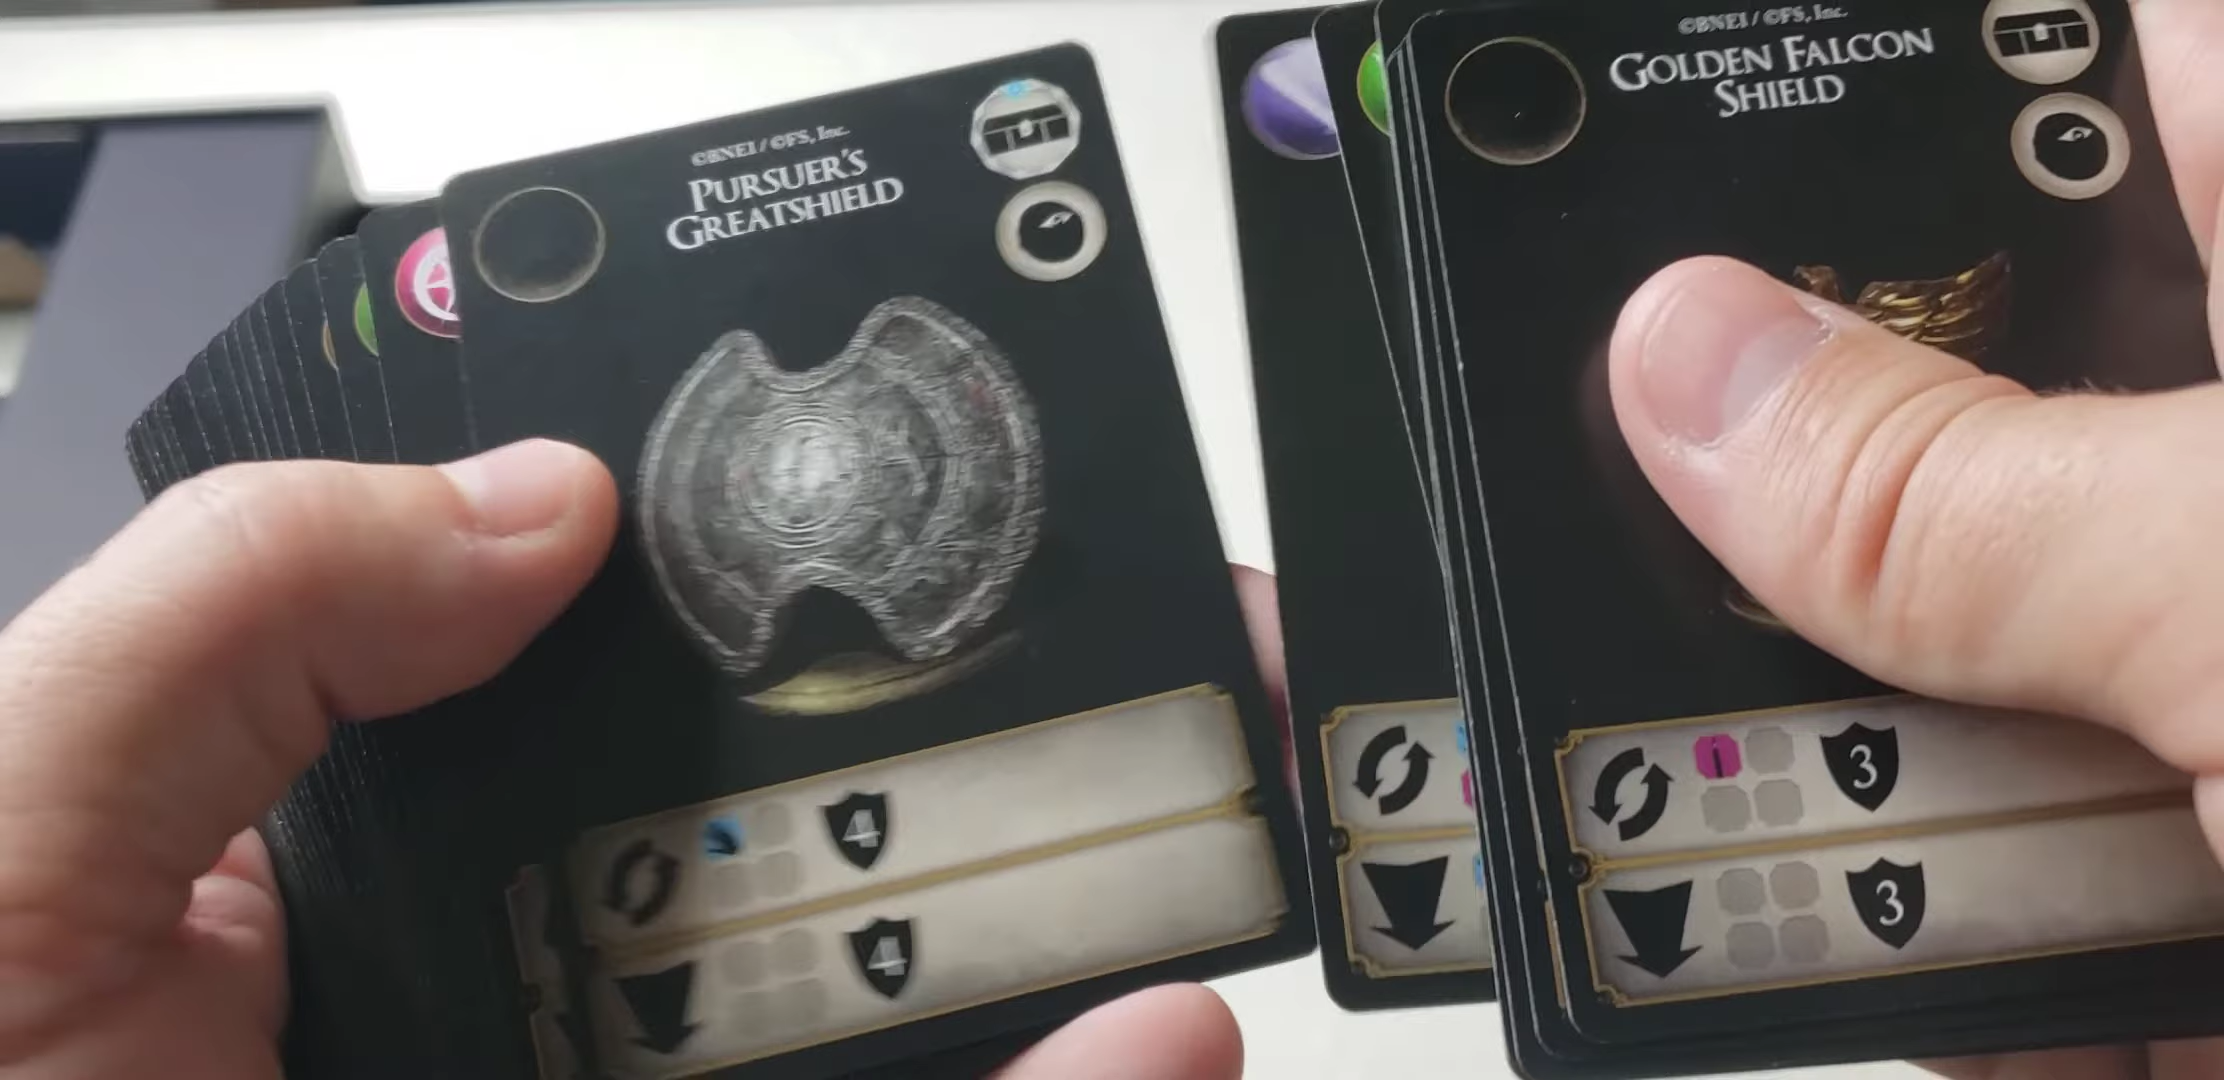 ©BNEI / ©FS, Inc.
PURSUER'S
GREATSHIELD
4
4
©BNEI / ©FS, Inc.
GOLDEN FALCON
SHIELD
3
3